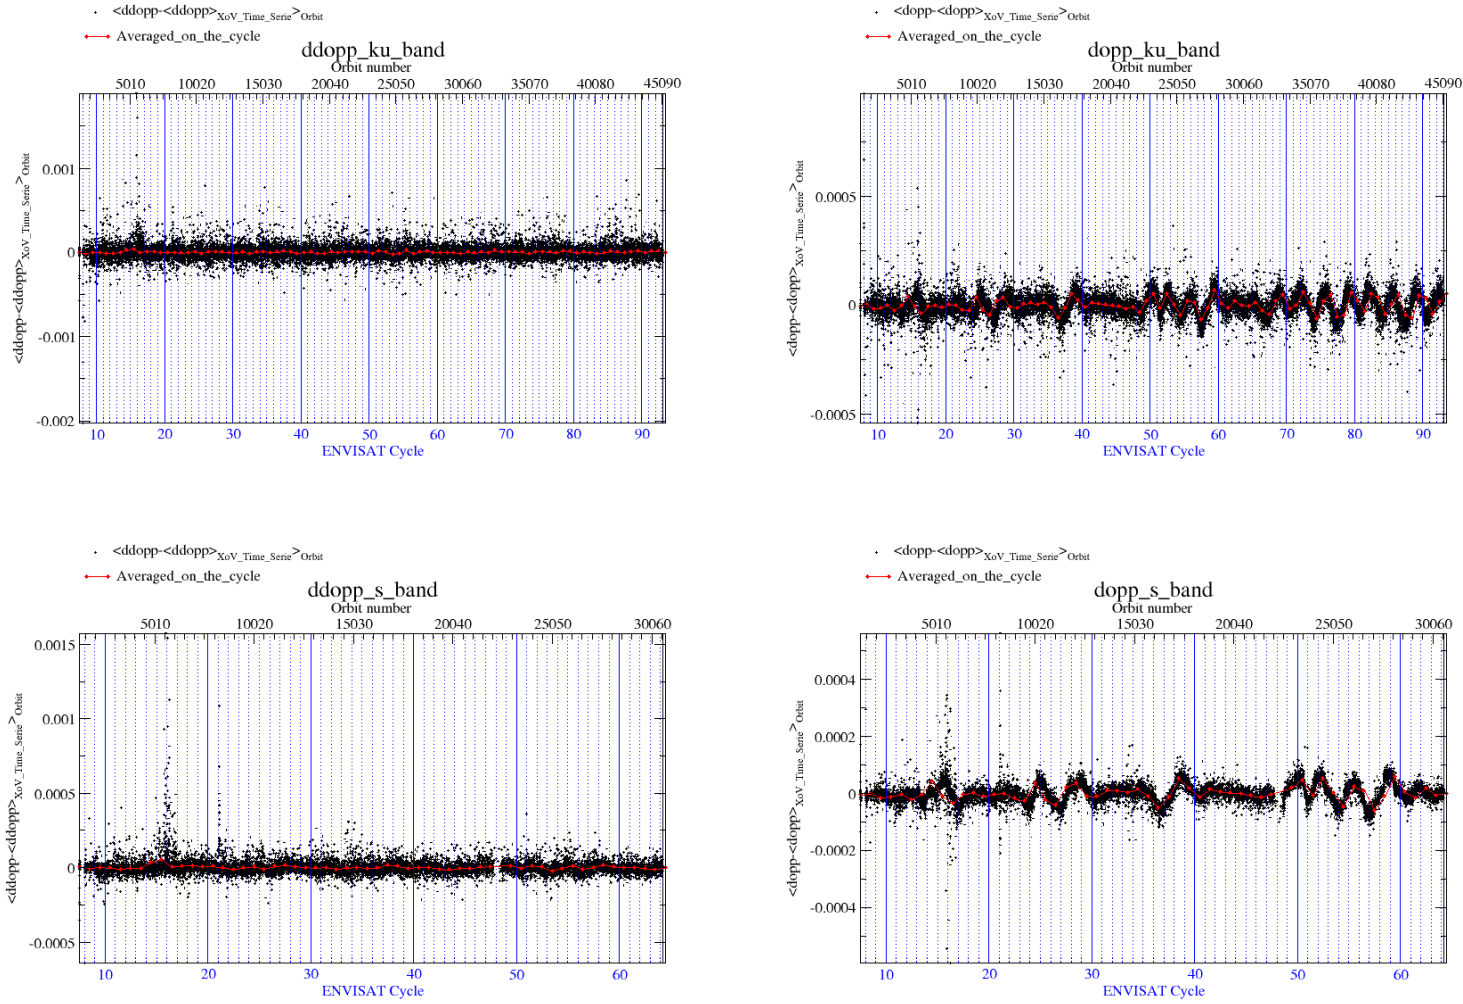 <ddopp-<ddopp>XoV_Time_Serie>Orbit
Averaged_on_the_cycle
ddopp_ku_band
Orbit number
5010 10020 15030 20040 25050 30060 35070 40080 45090
<ddopp-<ddopp>XoV_Time_Serie>Orbit
0.001
0
-0.001
-0.002
10 20 30 40 50 60 70 80 90
ENVISAT Cycle
<dopp-<dopp>XoV_Time_Serie>Orbit
Averaged_on_the_cycle
dopp_ku_band
Orbit number
5010 10020 15030 20040 25050 30060 35070 40080 45090
<dopp-<dopp>XoV_Time_Serie>Orbit
0.0005
0
-0.0005
10 20 30 40 50 60 70 80 90
ENVISAT Cycle
<ddopp-<ddopp>XoV_Time_Serie>Orbit
Averaged_on_the_cycle
ddopp_s_band
Orbit number
5010 10020 15030 20040 25050 30060
<ddopp-<ddopp>XoV_Time_Serie>Orbit
0.0015
0.001
0.0005
0
-0.0005
10 20 30 40 50 60
ENVISAT Cycle
<dopp-<dopp>XoV_Time_Serie>Orbit
Averaged_on_the_cycle
dopp_s_band
Orbit number
5010 10020 15030 20040 25050 30060
<dopp-<dopp>XoV_Time_Serie>Orbit
0.0004
0.0002
0
-0.0002
-0.0004
10 20 30 40 50 60
ENVISAT Cycle